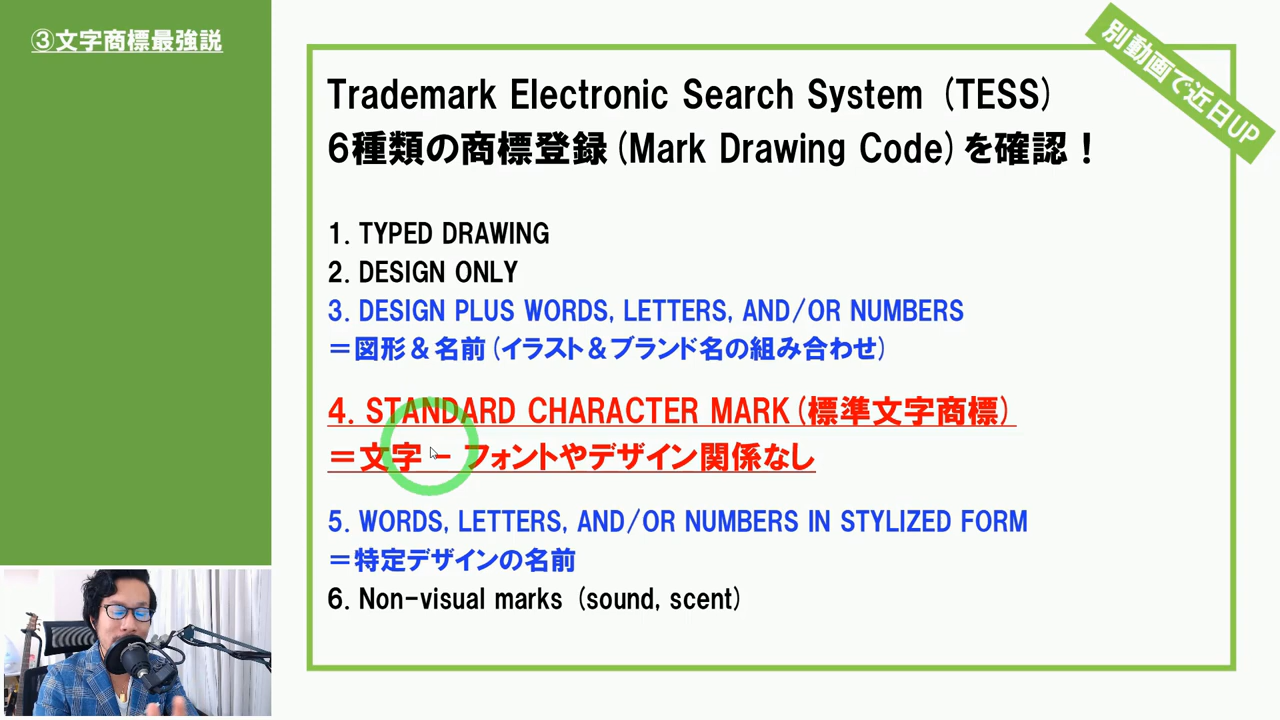 ③文字商標最強説
別動画で近日UP
Trademark Electronic Search System (TESS)
6種類の商標登録(Mark Drawing Code)を確認！
1. TYPED DRAWING
2. DESIGN ONLY
3. DESIGN PLUS WORDS, LETTERS, AND/OR NUMBERS
＝図形＆名前(イラスト＆ブランド名の組み合わせ)
4. STANDARD CHARACTER MARK(標準文字商標)
＝文字 - フォントやデザイン関係なし
5. WORDS, LETTERS, AND/OR NUMBERS IN STYLIZED FORM
＝特定デザインの名前
6. Non-visual marks (sound, scent)